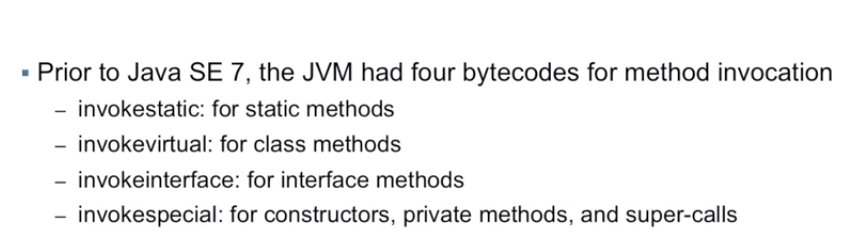 ▪ Prior to Java SE 7, the JVM had four bytecodes for method invocation
– invokestatic: for static methods
– invokevirtual: for class methods
– invokeinterface: for interface methods
– invokespecial: for constructors, private methods, and super-calls